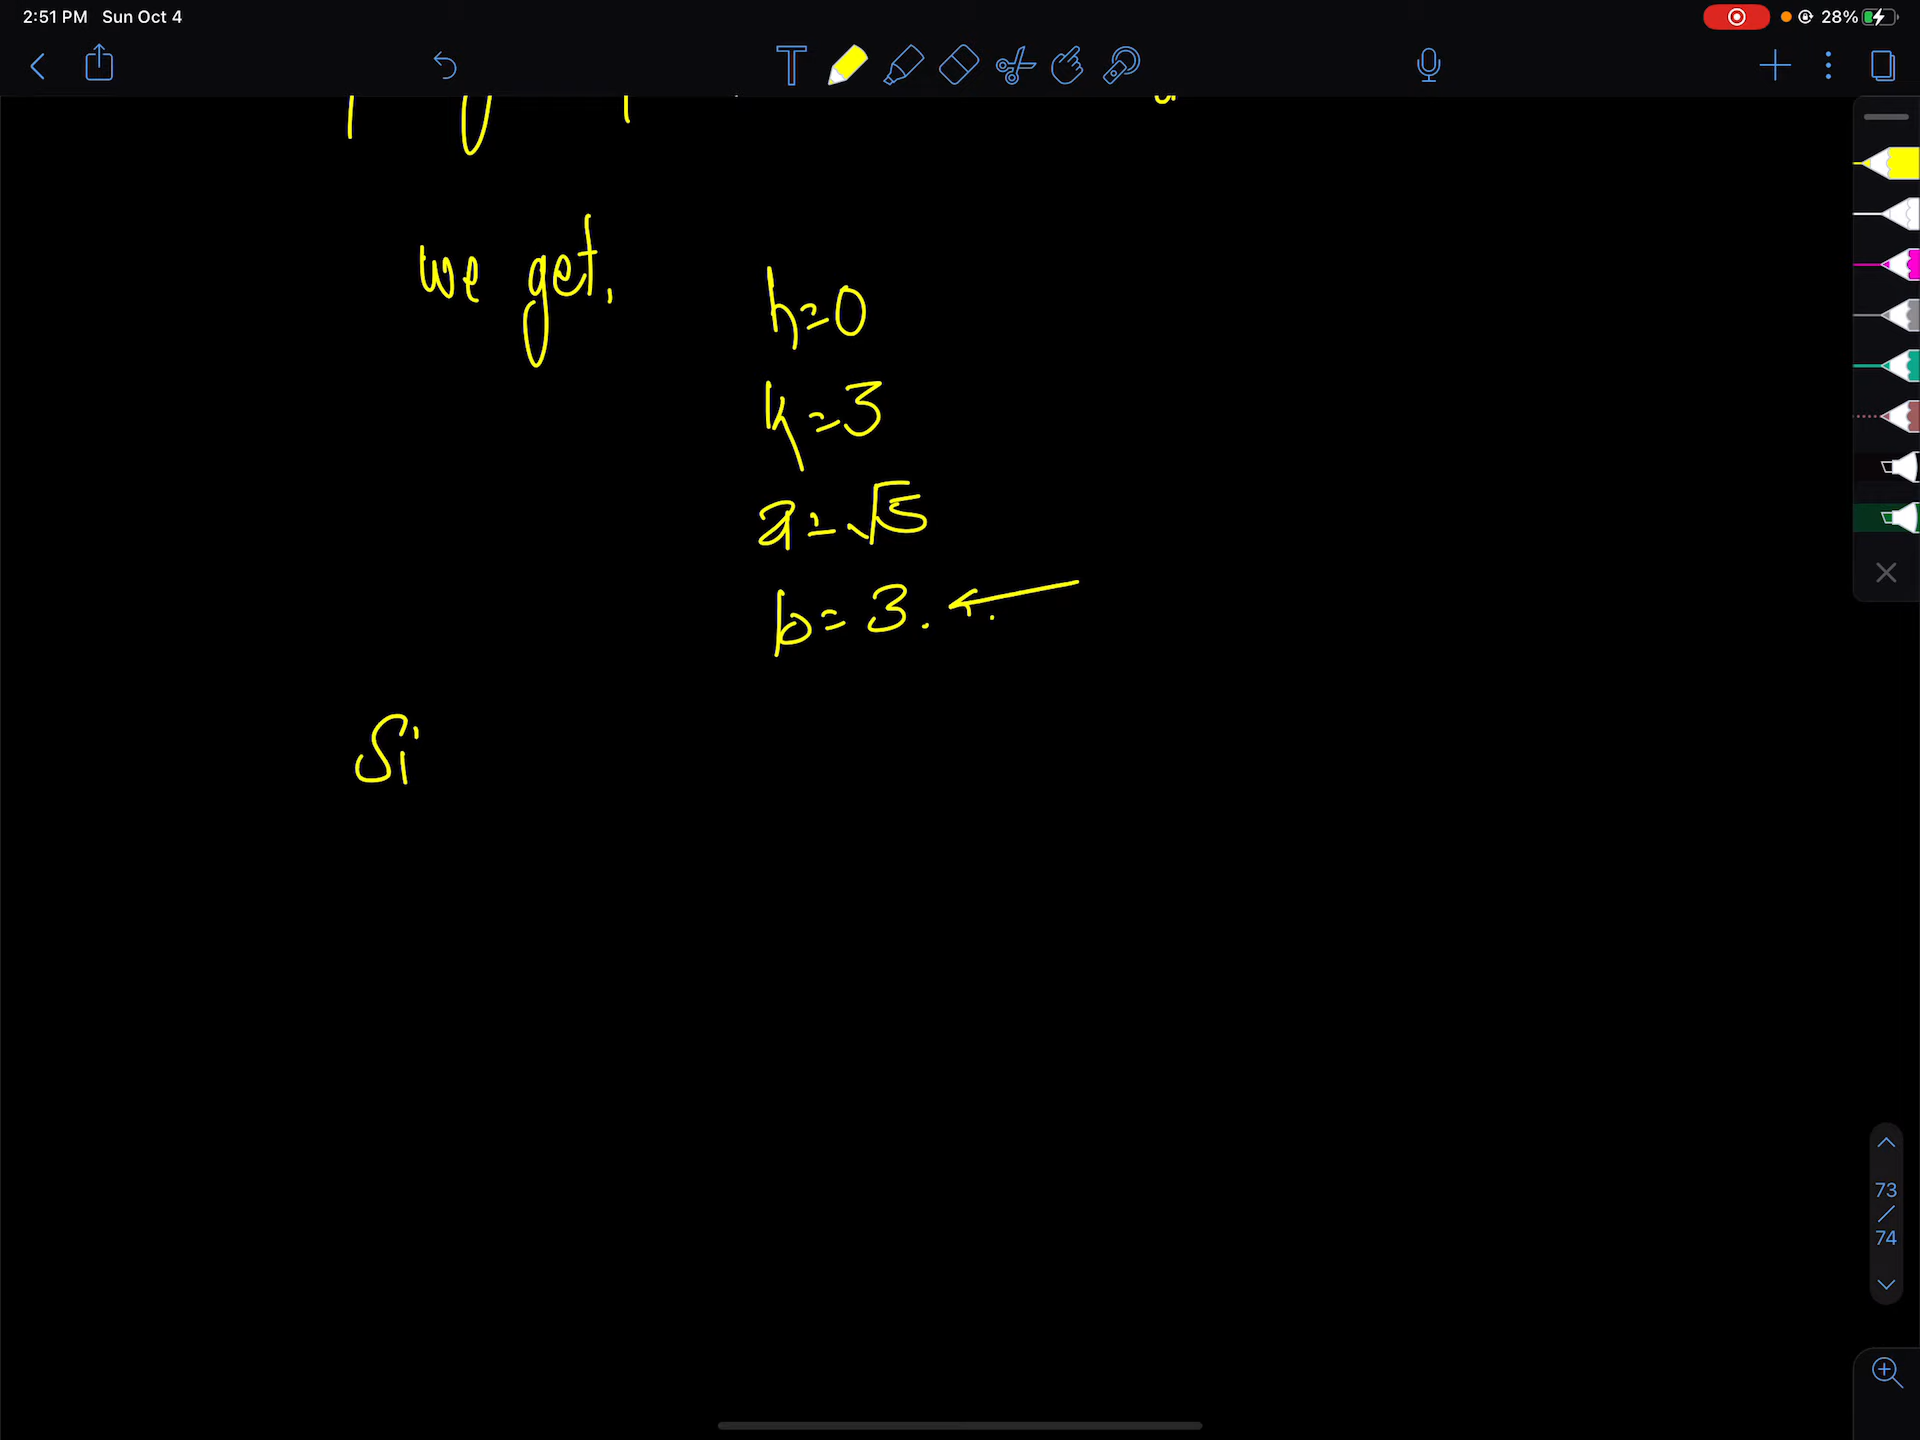 2:51 PM Sun Oct 4
28%
we get,
h=0
k=3
a=√5
b=3.
Si
73
/
74